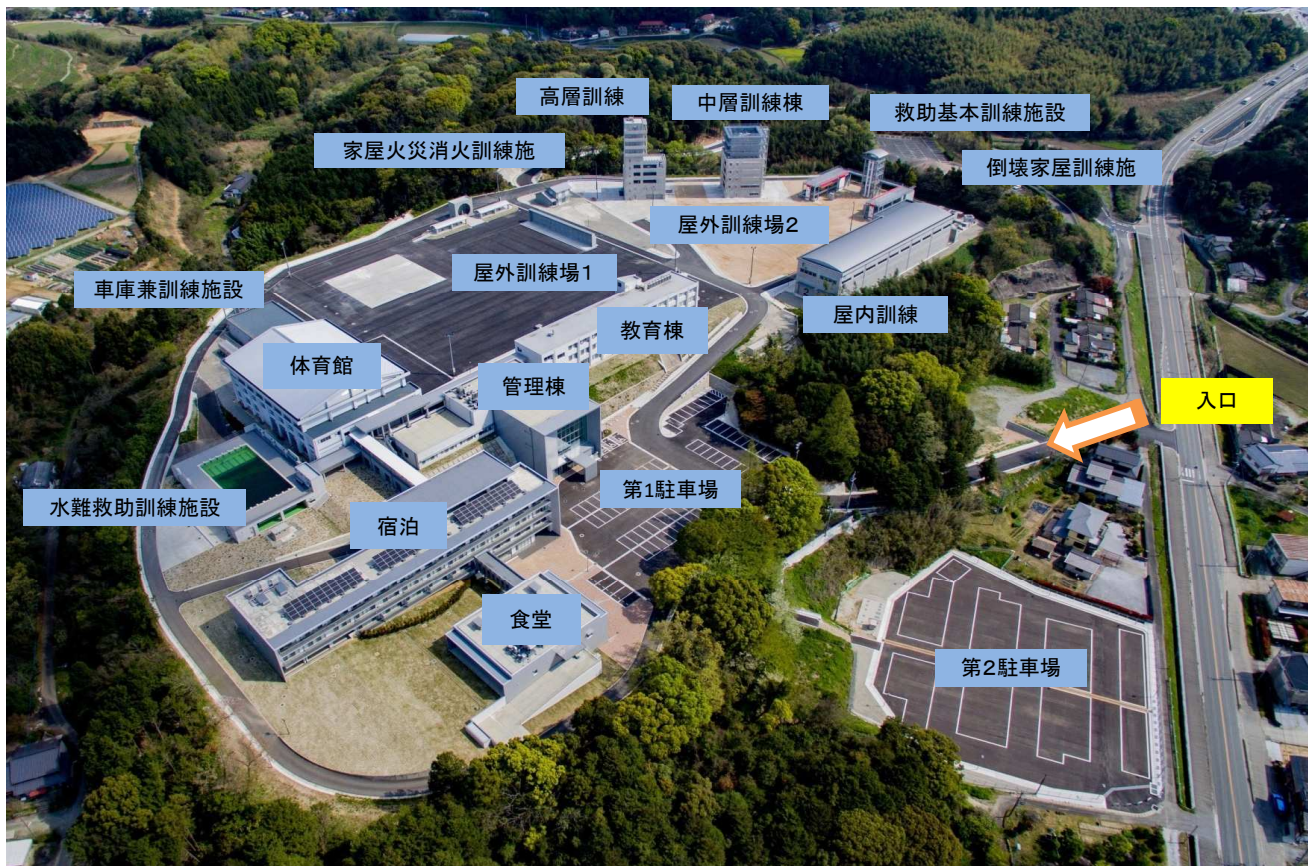 高層訓練
中層訓練棟
救助基本訓練施設
家屋火災消火訓練施
倒壊家屋訓練施
屋外訓練場2
屋外訓練場1
車庫兼訓練施設
教育棟
屋内訓練
体育館
管理棟
入口
第1駐車場
水難救助訓練施設
宿泊
食堂
第2駐車場